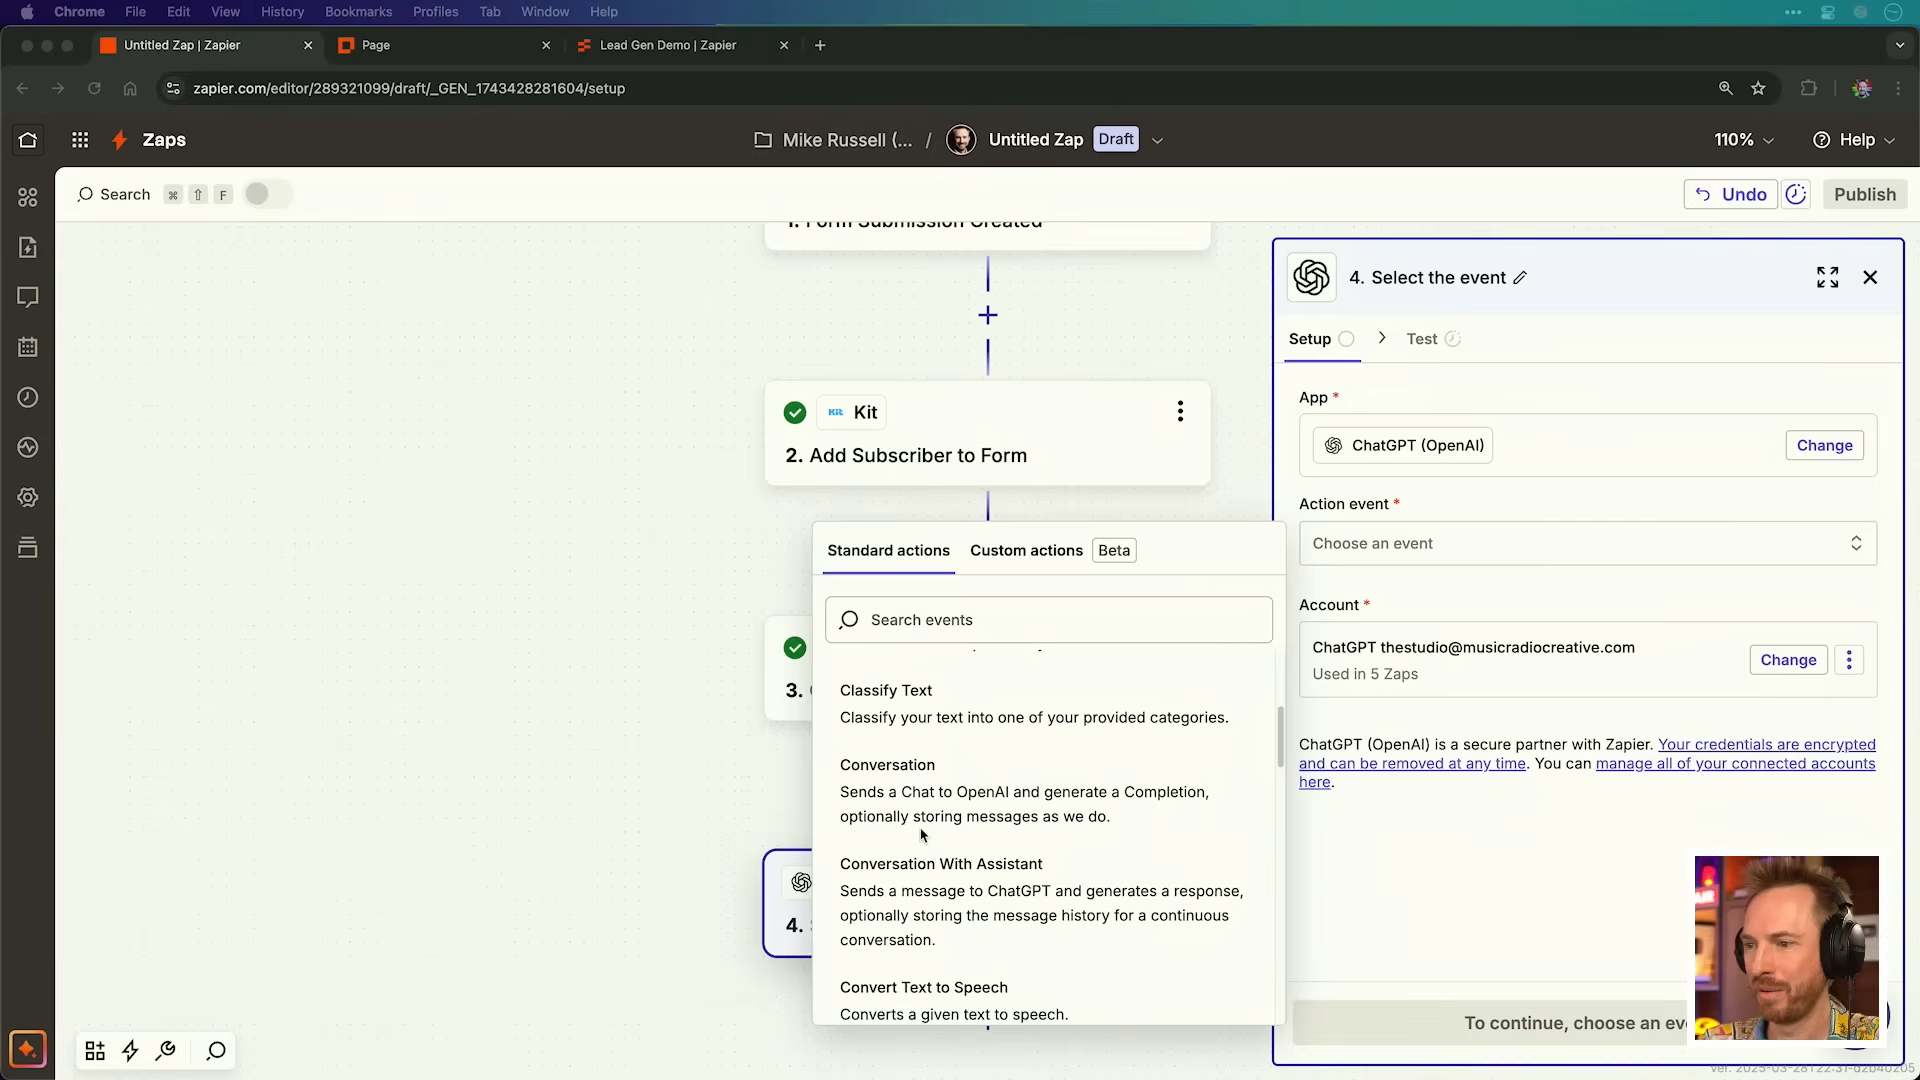 Chrome File Edit View History Bookmarks Profiles Tab Window Help
Untitled Zap | Zapier
Page
Lead Gen Demo | Zapier
zapier.com/editor/289321099/draft/_GEN_1743428281604/setup
Zaps
Mike Russell (... / Untitled Zap Draft
110%
Help
Search ⌘ ⇧ F
Undo
Publish
1. Form Submission Created
Kit Kit
2. Add Subscriber to Form
3.
4.
Standard actions
Custom actions Beta
Search events
Classify Text
Classify your text into one of your provided categories.
Conversation
Sends a Chat to OpenAI and generate a Completion,
optionally storing messages as we do.
Conversation With Assistant
Sends a message to ChatGPT and generates a response,
optionally storing the message history for a continuous
conversation.
Convert Text to Speech
Converts a given text to speech.
4. Select the event
Setup
Test
App *
ChatGPT (OpenAI)
Change
Action event *
Choose an event
Account *
ChatGPT thestudio@musicradiocreative.com
Used in 5 Zaps
Change
ChatGPT (OpenAI) is a secure partner with Zapier. Your credentials are encrypted
and can be removed at any time. You can manage all of your connected accounts
here.
To continue, choose an eve